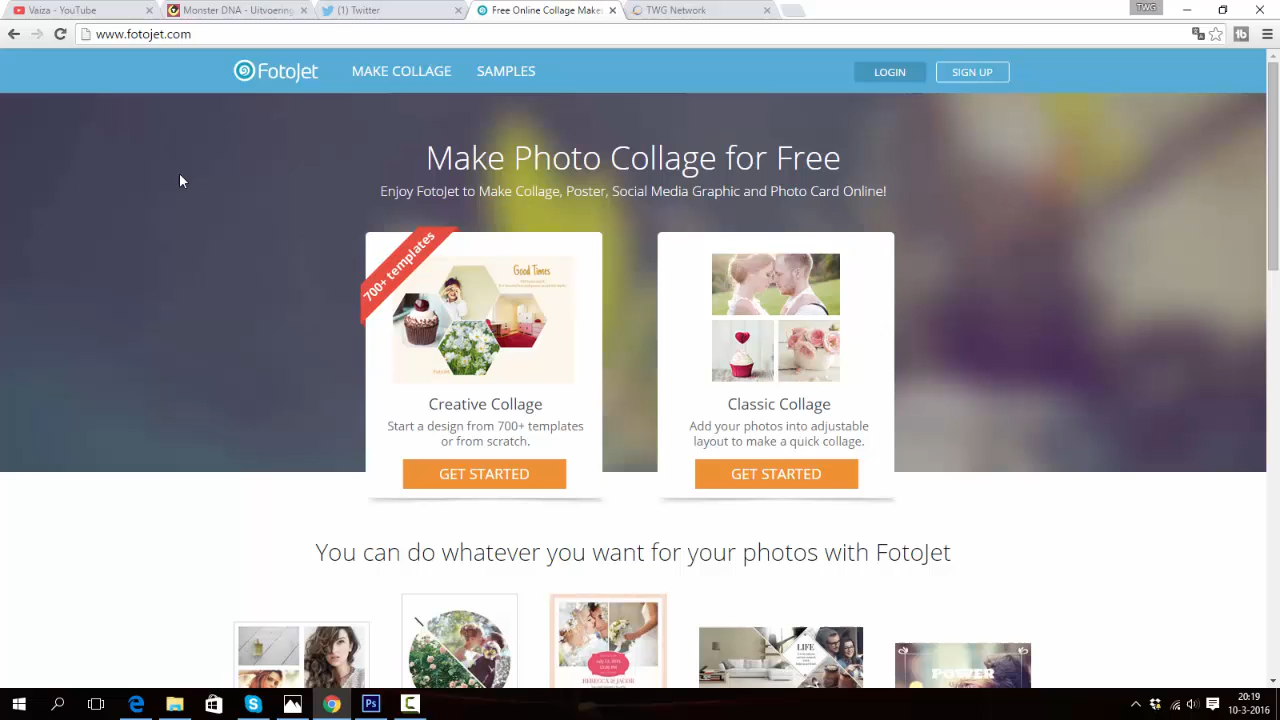 Vaiza - YouTube
Monster DNA - Uitvoering
(1) Twitter
Free Online Collage Make
TWG Network
TWG
www.fotojet.com
FotoJet
MAKE COLLAGE
SAMPLES
LOGIN
SIGN UP
Make Photo Collage for Free
Enjoy FotoJet to Make Collage, Poster, Social Media Graphic and Photo Card Online!
700+ templates
Good Times
Creative Collage
Start a design from 700+ templates
or from scratch.
GET STARTED
Classic Collage
Add your photos into adjustable
layout to make a quick collage.
GET STARTED
You can do whatever you want for your photos with FotoJet
LIFE
REBECCA & JACOB
POWER
20:19
10-3-2016